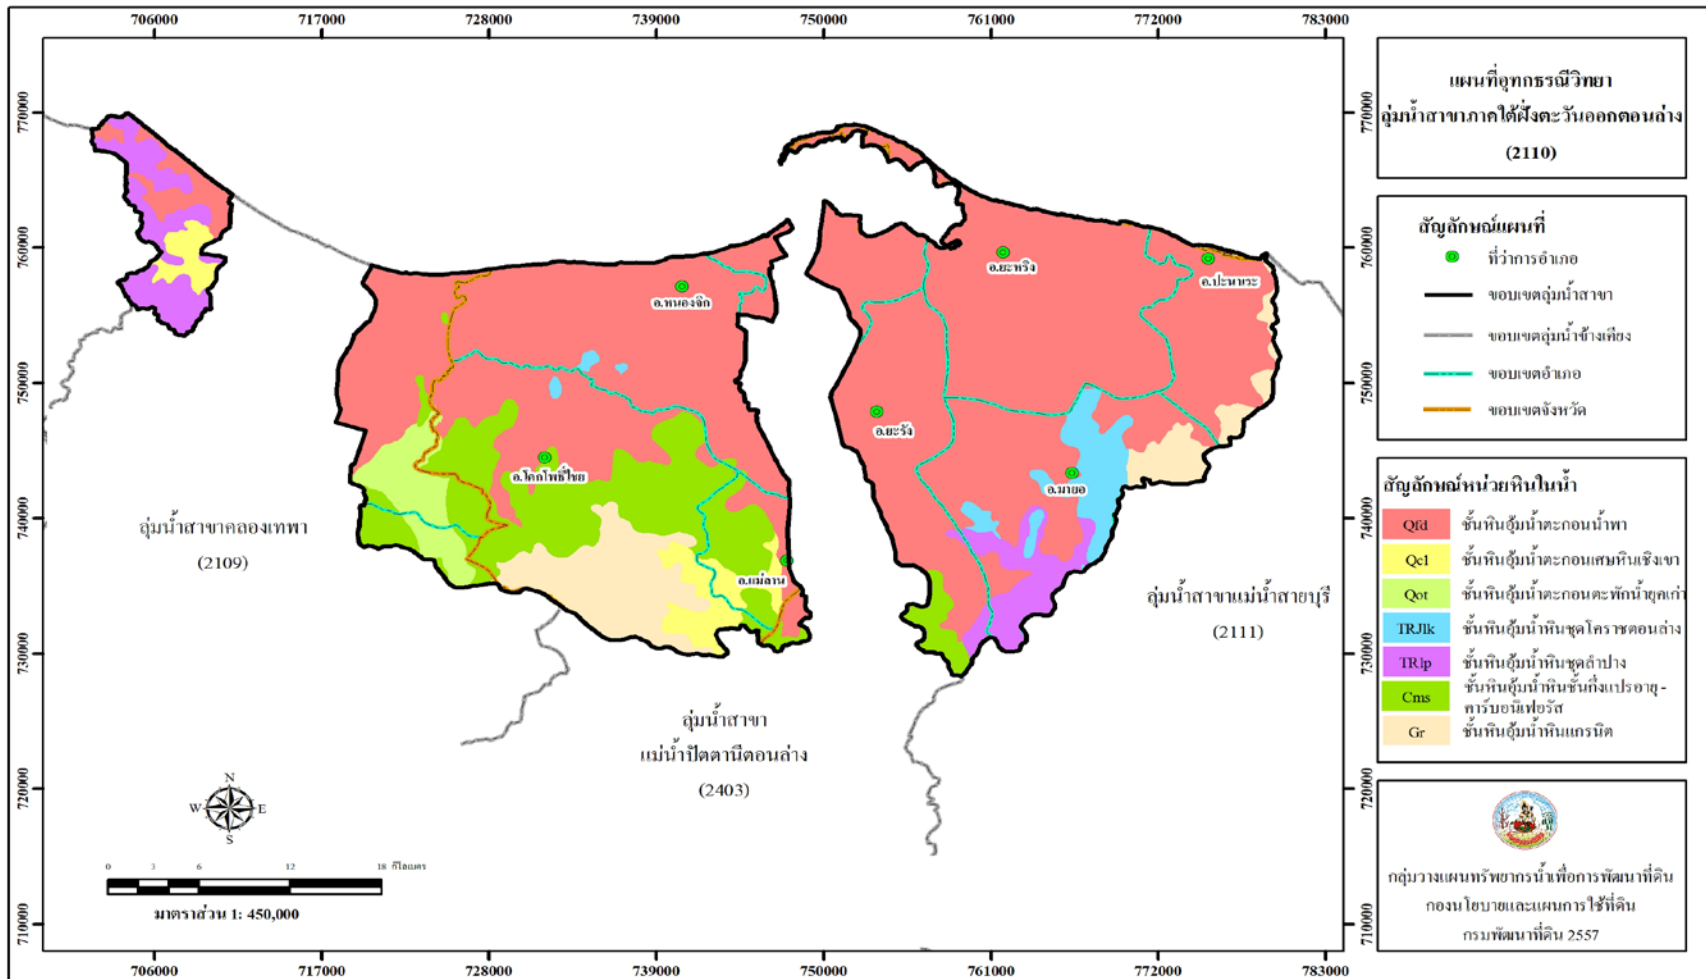 706000 717000 728000 739000 750000 761000 772000 783000
770000 760000 750000 740000 730000 720000 710000
แผนที่อุทกธรณีวิทยา
ลุ่มน้ำสาขาภาคใต้ฝั่งตะวันออกตอนล่าง
(2110)
สัญลักษณ์แผนที่
ที่ว่าการอำเภอ
ขอบเขตลุ่มน้ำสาขา
ขอบเขตลุ่มน้ำข้างเคียง
ขอบเขตอำเภอ
ขอบเขตจังหวัด
สัญลักษณ์หน่วยหินในน้ำ
Qfd ชั้นหินอุ้มน้ำตะกอนน้ำพา
Qcl ชั้นหินอุ้มน้ำตะกอนเศษหินเชิงเขา
Qot ชั้นหินอุ้มน้ำตะกอนตะพักน้ำยุคเก่า
TRJlk ชั้นหินอุ้มน้ำหินชุดโคราชตอนล่าง
TRlp ชั้นหินอุ้มน้ำหินชุดลำปาง
Cms ชั้นหินอุ้มน้ำหินชั้นกึ่งแปรอายุ-
คาร์บอนิเฟอรัส
Gr ชั้นหินอุ้มน้ำหินแกรนิต
อ.หนองจิก
อ.ยะหริ่ง
อ.ปะนาเระ
อ.ยะรัง
อ.มายอ
อ.โคกโพธิ์ไชย
อ.แม่ลาน
ลุ่มน้ำสาขาคลองเทพา
(2109)
ลุ่มน้ำสาขาแม่น้ำสายบุรี
(2111)
ลุ่มน้ำสาขา
แม่น้ำปัตตานีตอนล่าง
(2403)
N
W E
S
0 3 6 12 18 กิโลเมตร
มาตราส่วน 1: 450,000
กลุ่มวางแผนทรัพยากรน้ำเพื่อการพัฒนาที่ดิน
กองนโยบายและแผนการใช้ที่ดิน
กรมพัฒนาที่ดิน 2557
770000 760000 750000 740000 730000 720000 710000
706000 717000 728000 739000 750000 761000 772000 783000